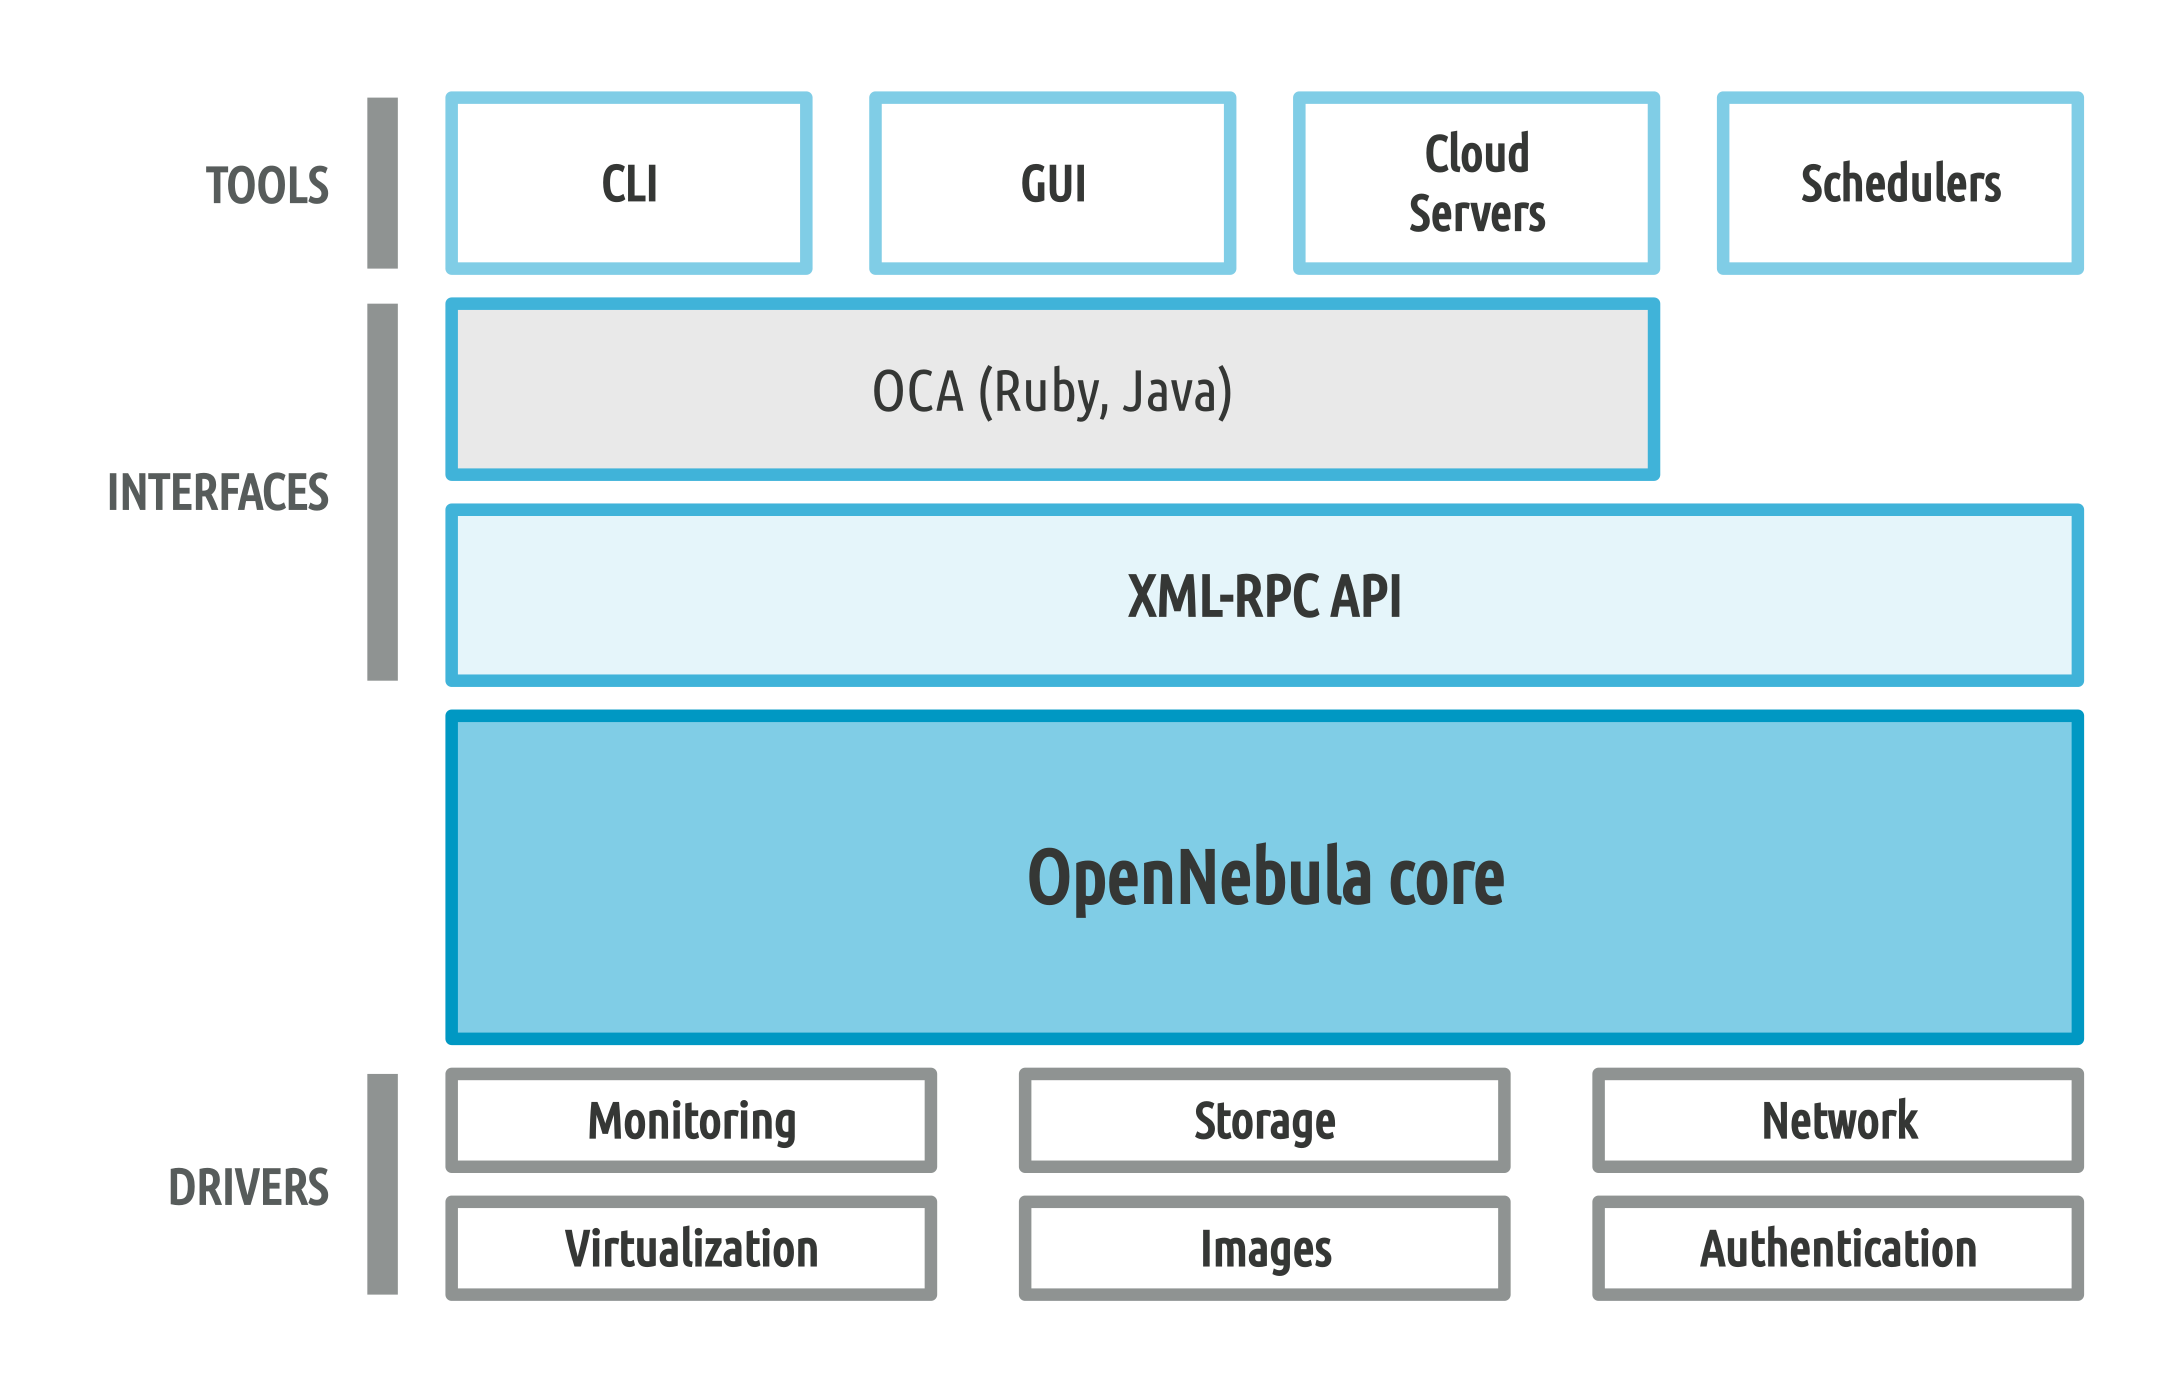 TOOLS
CLI
GUI
Cloud
Servers
Schedulers
INTERFACES
OCA (Ruby, Java)
XML-RPC API
OpenNebula core
DRIVERS
Monitoring
Storage
Network
Virtualization
Images
Authentication